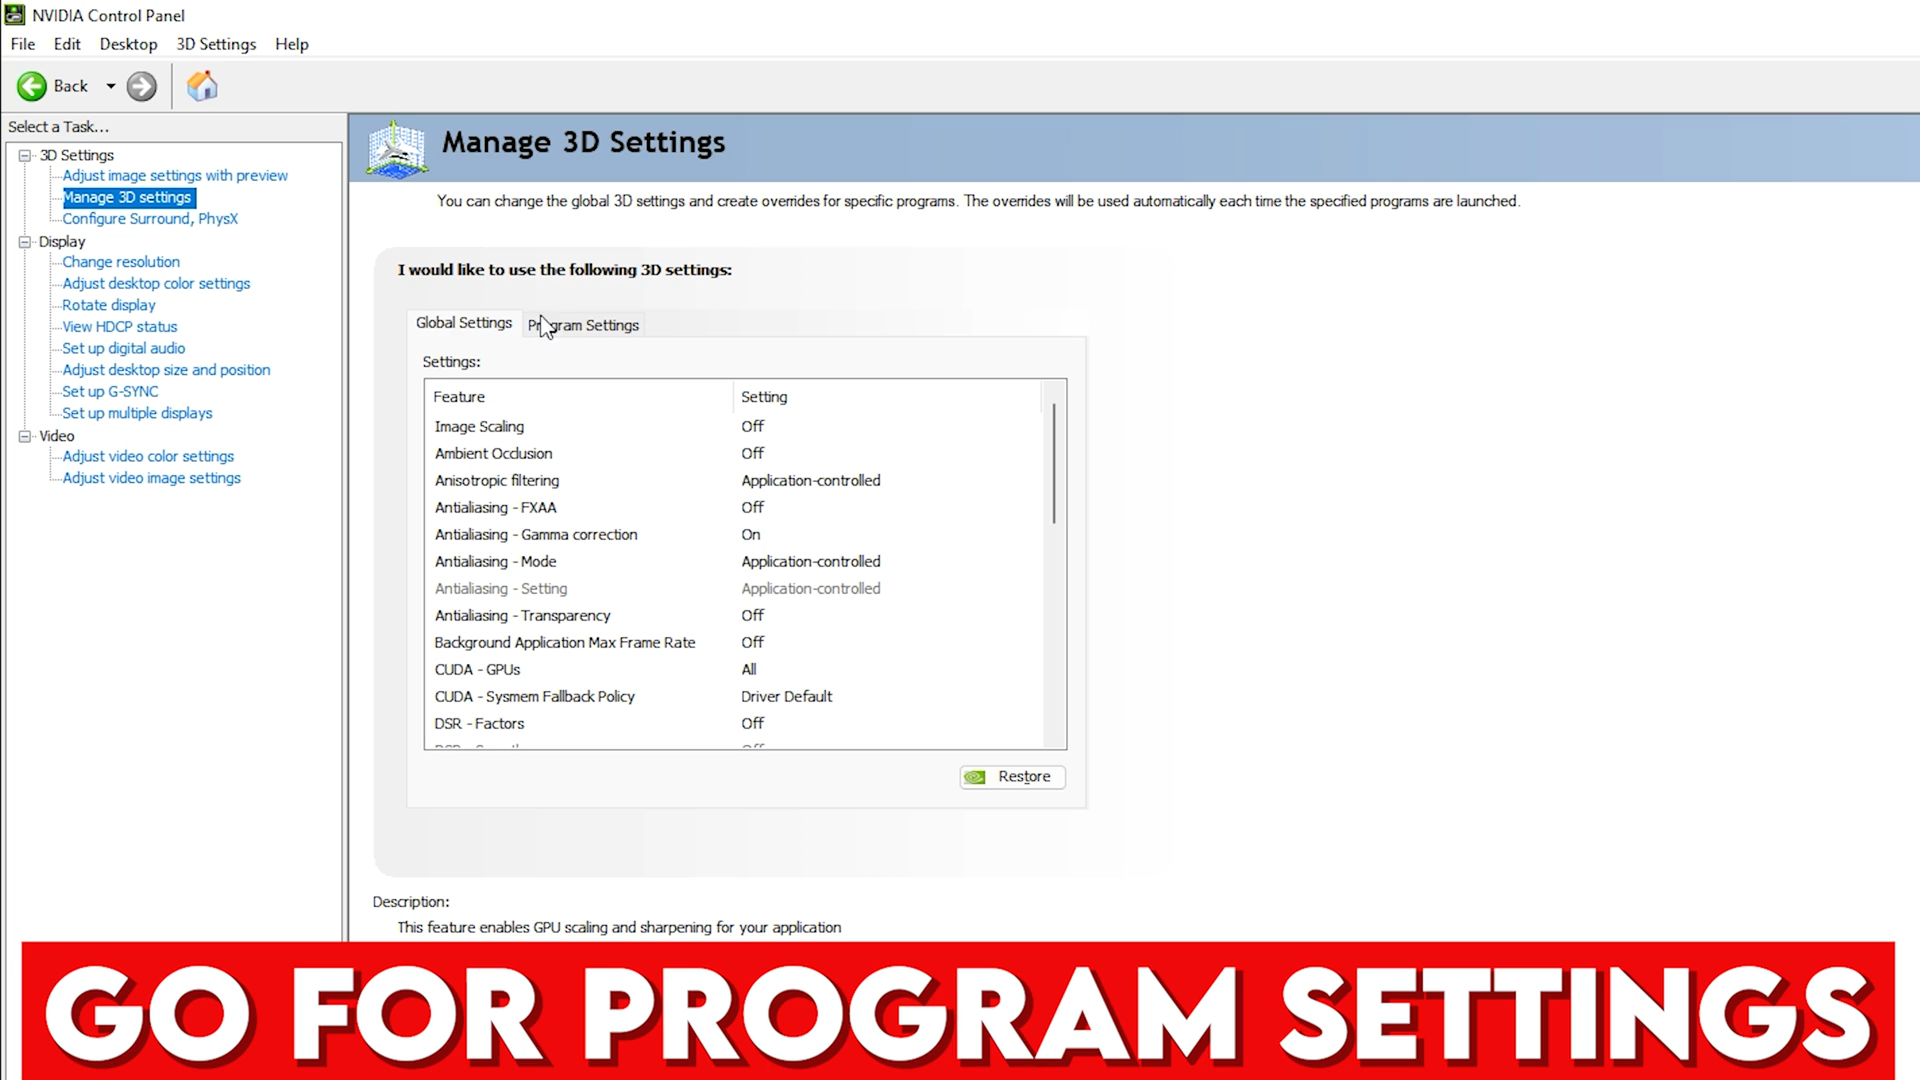 NVIDIA Control Panel
File Edit Desktop 3D Settings Help
Back
Select a Task...
3D Settings
Adjust image settings with preview
Manage 3D settings
Configure Surround, PhysX
Display
Change resolution
Adjust desktop color settings
Rotate display
View HDCP status
Set up digital audio
Adjust desktop size and position
Set up G-SYNC
Set up multiple displays
Video
Adjust video color settings
Adjust video image settings
Manage 3D Settings
You can change the global 3D settings and create overrides for specific programs. The overrides will be used automatically each time the specified programs are launched.
I would like to use the following 3D settings:
Global Settings Program Settings
Settings:
Feature Setting
Image Scaling Off
Ambient Occlusion Off
Anisotropic filtering Application-controlled
Antialiasing - FXAA Off
Antialiasing - Gamma correction On
Antialiasing - Mode Application-controlled
Antialiasing - Setting Application-controlled
Antialiasing - Transparency Off
Background Application Max Frame Rate Off
CUDA - GPUs All
CUDA - Sysmem Fallback Policy Driver Default
DSR - Factors Off
Restore
Description:
This feature enables GPU scaling and sharpening for your application
GO FOR PROGRAM SETTINGS